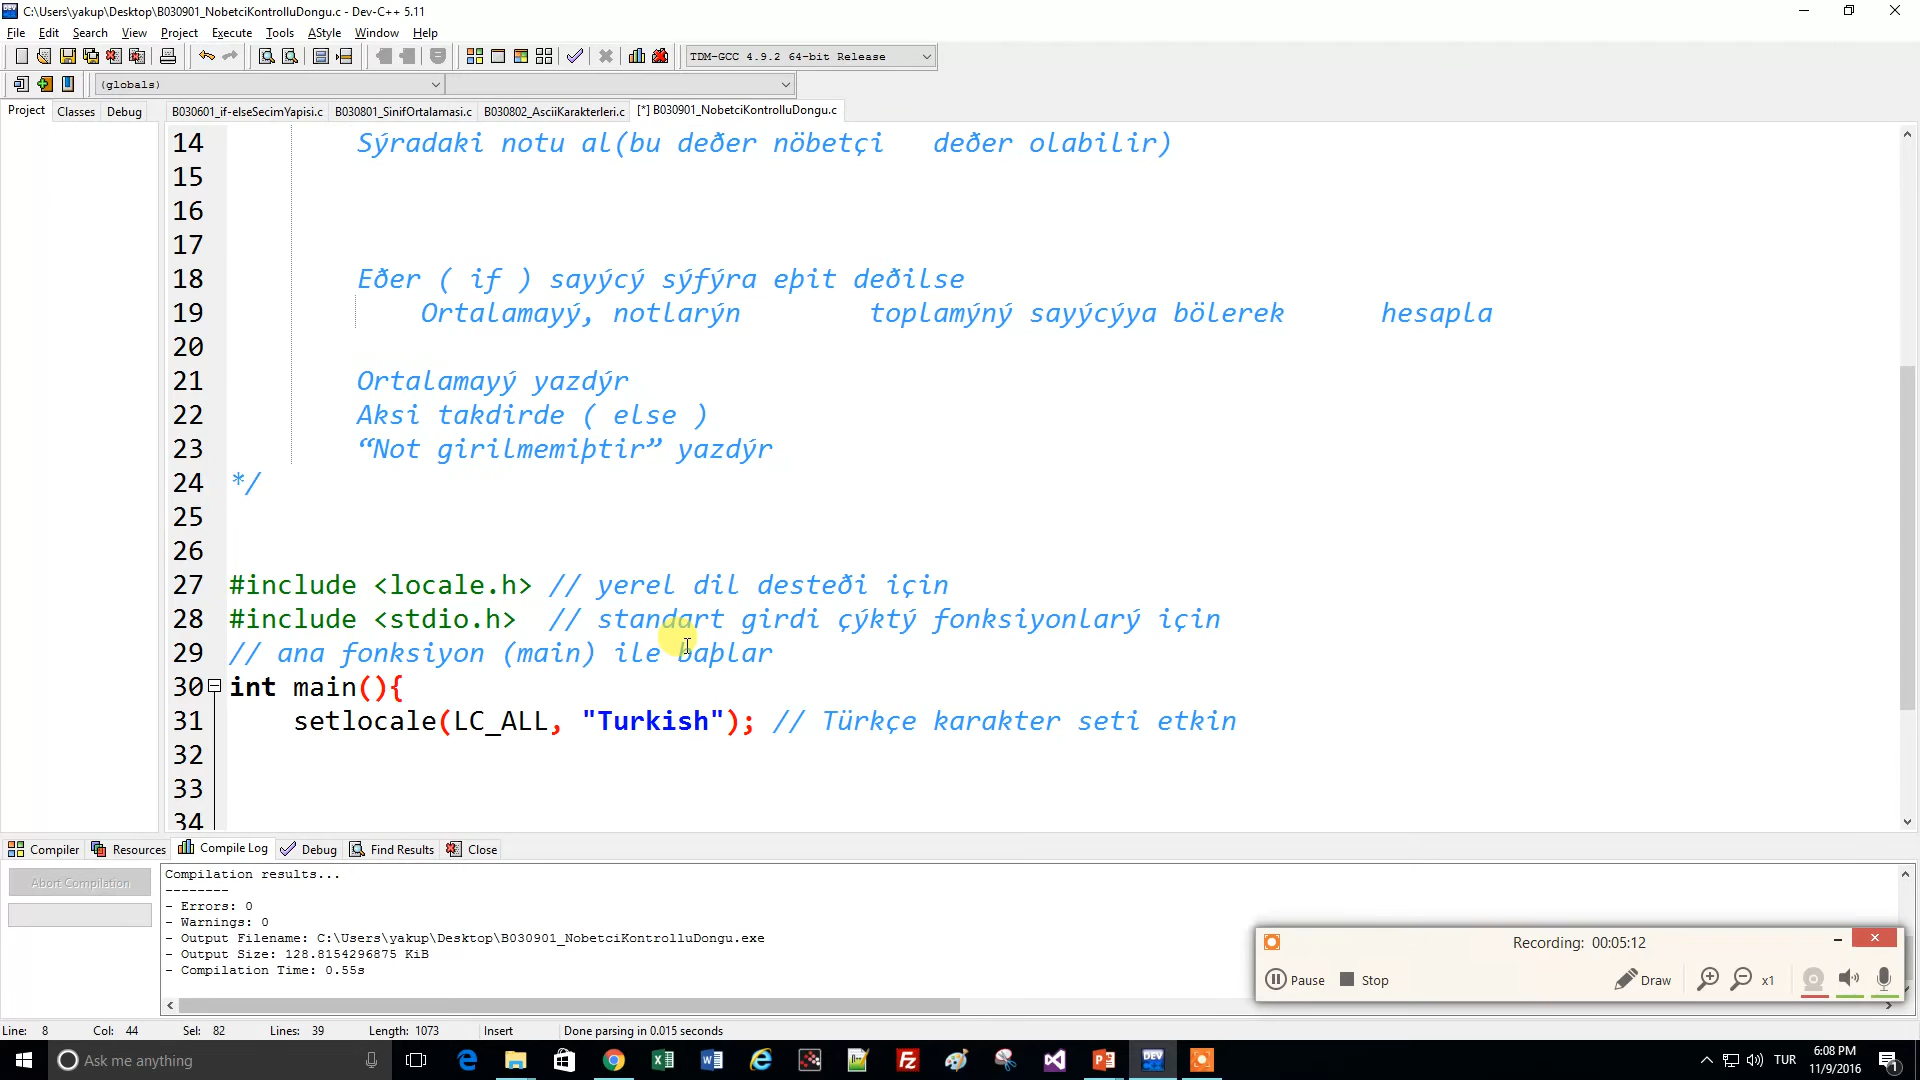 C:\Users\yakup\Desktop\B030901_NobetciKontrolluDongu.c - Dev-C++ 5.11
File Edit Search View Project Execute Tools AStyle Window Help
TDM-GCC 4.9.2 64-bit Release
(globals)
Project Classes Debug B030601_if-elseSecimYapisi.c B030801_SinifOrtalamasi.c B030802_AsciiKarakterleri.c [*] B030901_NobetciKontrolluDongu.c
14 Sýradaki notu al(bu deðer nöbetçi deðer olabilir)
15
16
17
18 Eðer ( if ) sayýcý sýfýra eþit deðilse
19 Ortalamayý, notlarýn toplamýný sayýcýya bölerek hesapla
20
21 Ortalamayý yazdýr
22 Aksi takdirde ( else )
23 “Not girilmemiþtir” yazdýr
24 */
25
26
27 #include <locale.h> // yerel dil desteði için
28 #include <stdio.h> // standart girdi çýktý fonksiyonlarý için
29 // ana fonksiyon (main) ile baþlar
30 int main(){
31 setlocale(LC_ALL, "Turkish"); // Türkçe karakter seti etkin
32
33
34
Compiler Resources Compile Log Debug Find Results Close
Abort Compilation
Compilation results...
--------
- Errors: 0
- Warnings: 0
- Output Filename: C:\Users\yakup\Desktop\B030901_NobetciKontrolluDongu.exe
- Output Size: 128.8154296875 KiB
- Compilation Time: 0.55s
Recording: 00:05:12
Pause Stop Draw x1
Line: 8 Col: 44 Sel: 82 Lines: 39 Length: 1073 Insert Done parsing in 0.015 seconds
Ask me anything
DEV
TUR
6:08 PM
11/9/2016
1